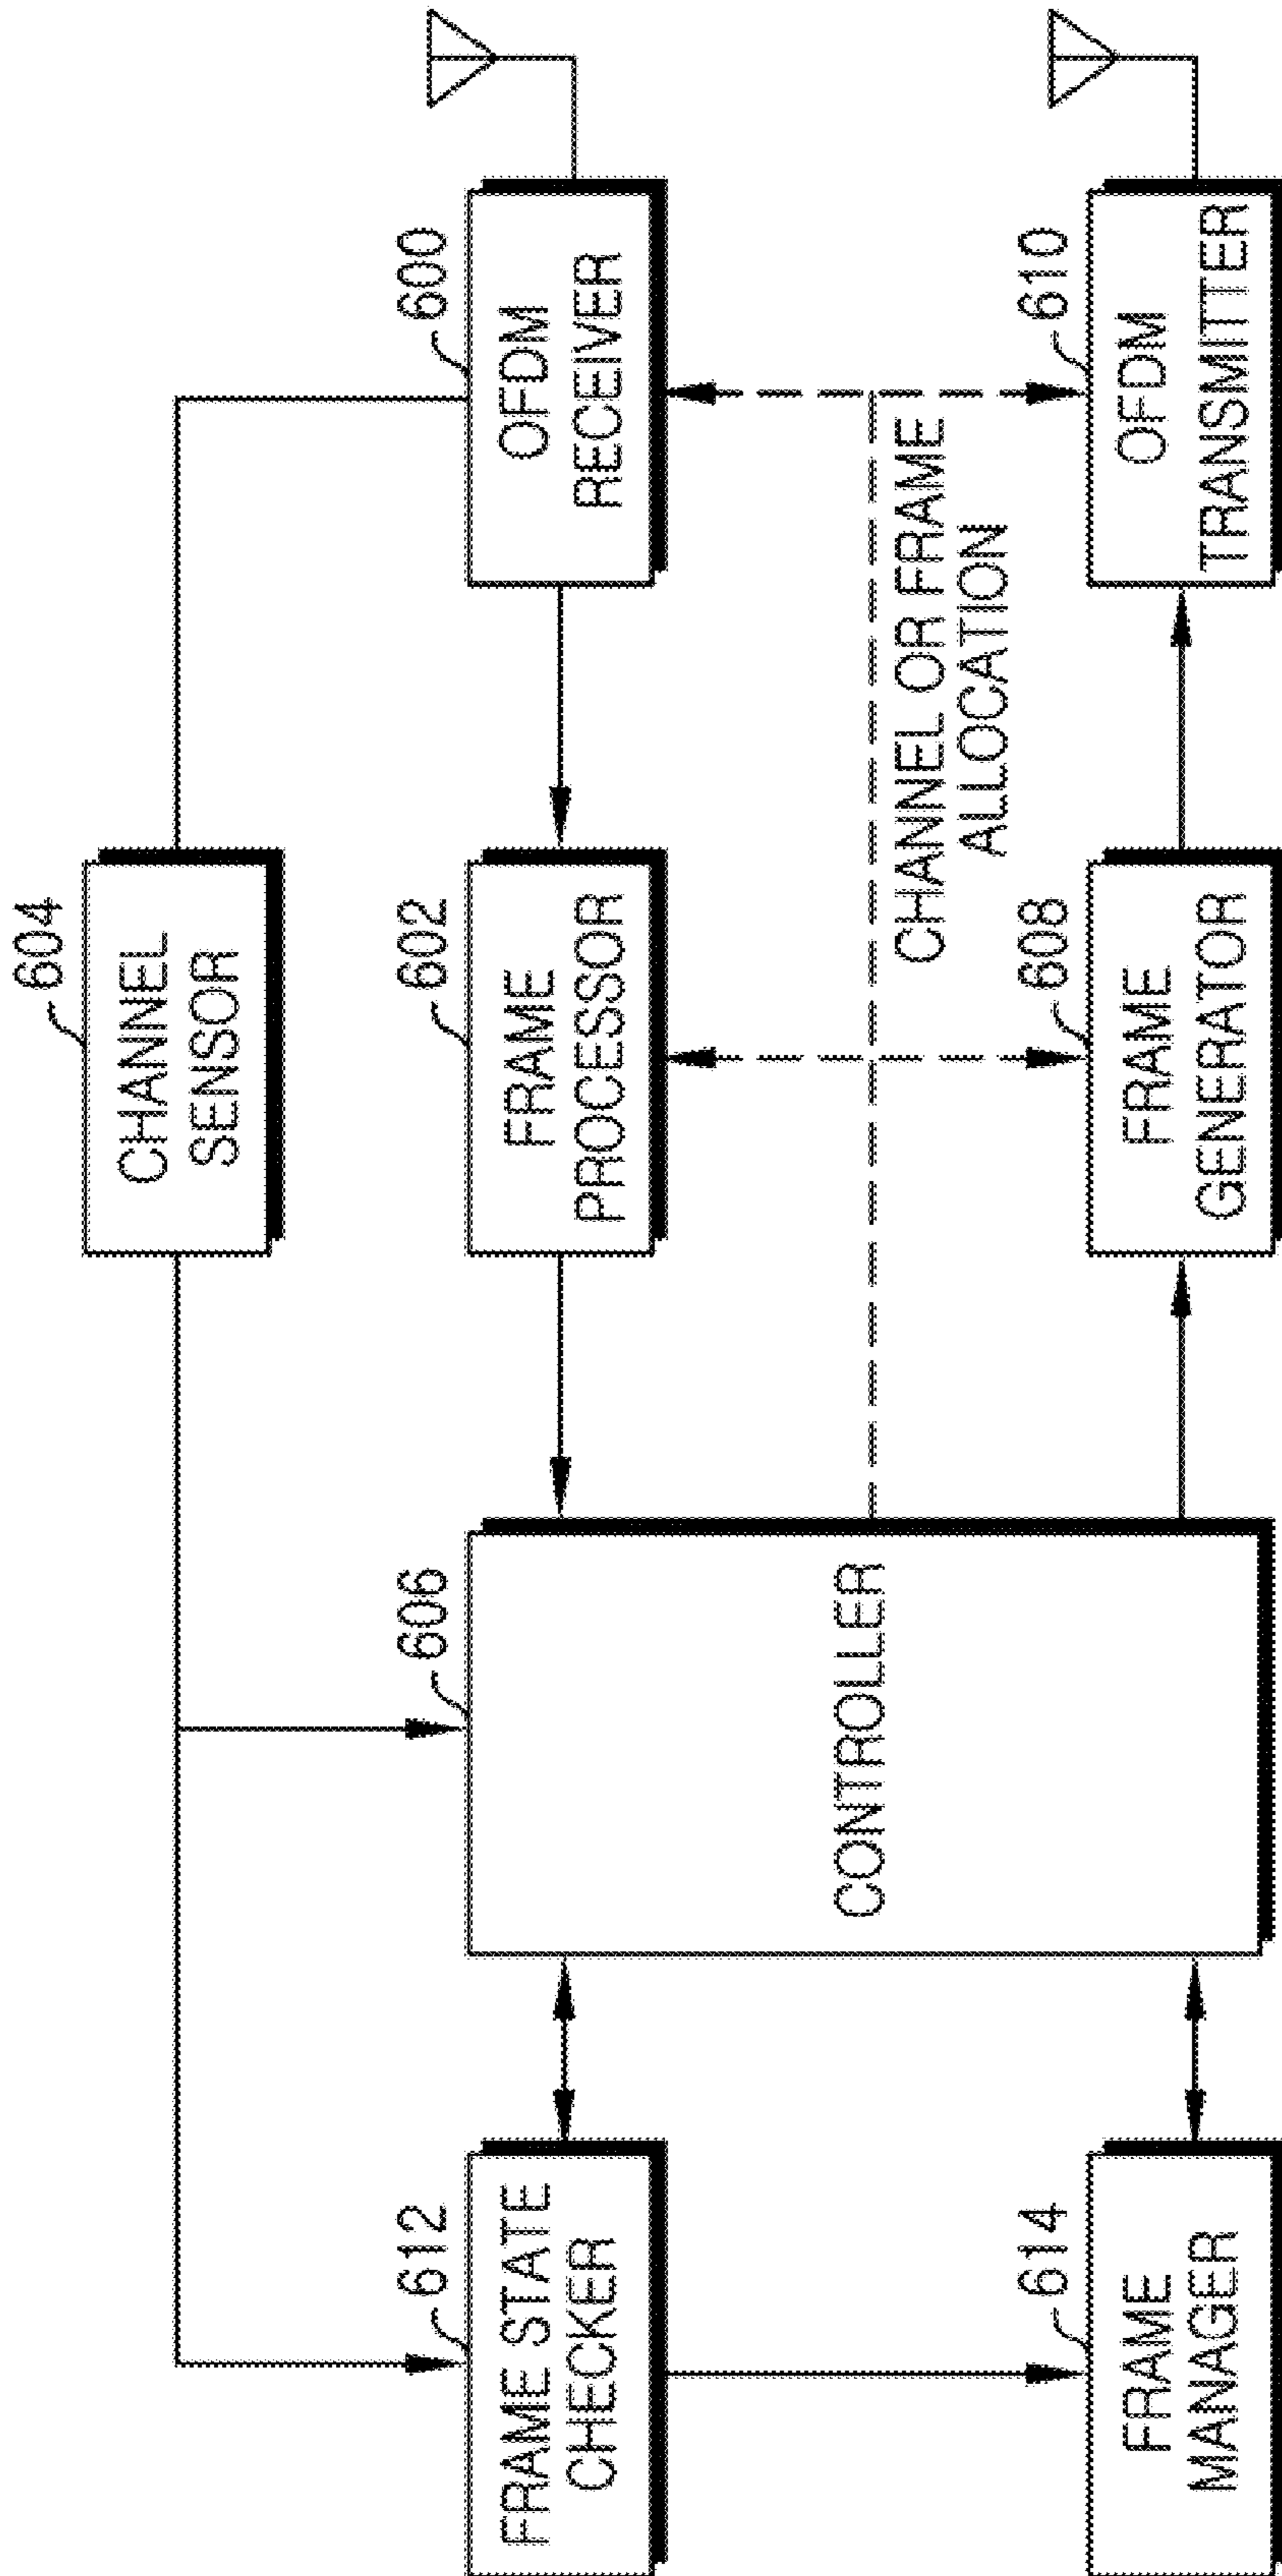 604
CHANNEL
SENSOR
612
FRAME STATE
CHECKER
606
CONTROLLER
602
FRAME
PROCESSOR
600
OFDM
RECEIVER
CHANNEL OR FRAME
ALLOCATION
614
FRAME
MANAGER
608
FRAME
GENERATOR
610
OFDM
TRANSMITTER